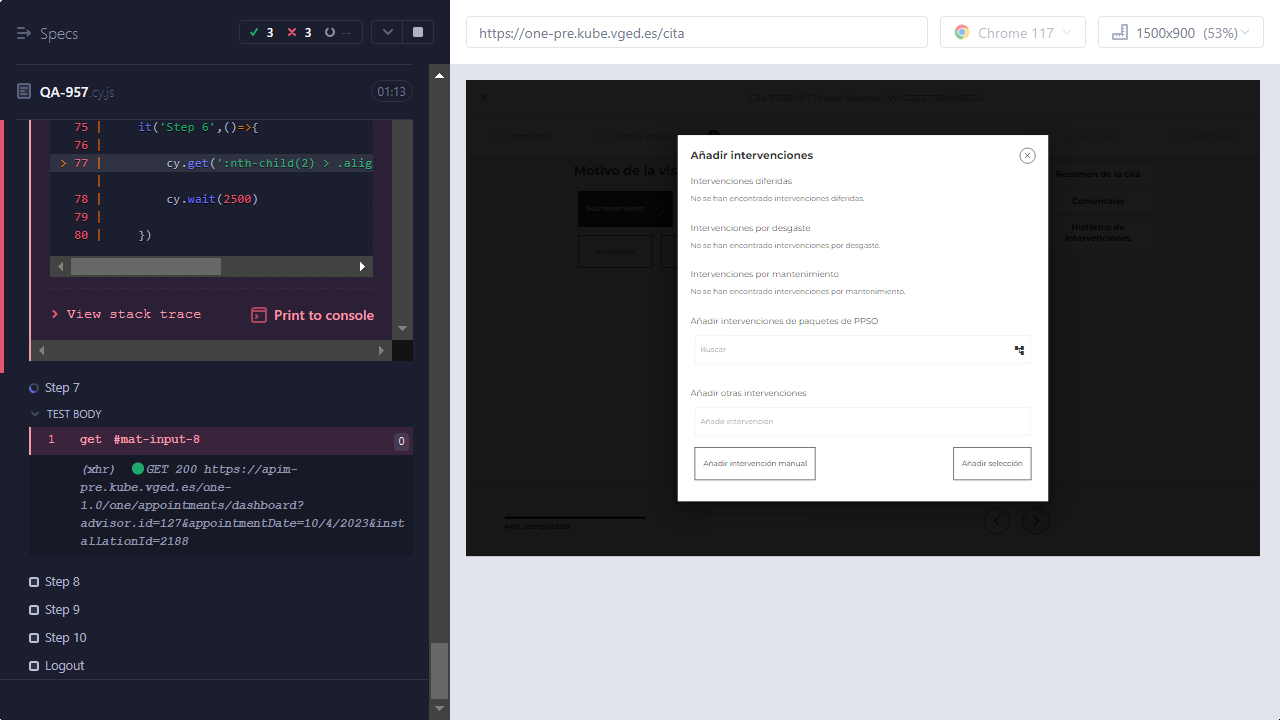 Specs
3
3
--
https://one-pre.kube.vged.es/cita
Chrome 117
1500x900 (53%)
QA-957.cy.js
01:13
75 | it('Step 6',()=>{
76 |
> 77 | cy.get(':nth-child(2) > .alig
|
78 | cy.wait(2500)
79 |
80 | })
> View stack trace
Print to console
Step 7
TEST BODY
1 get #mat-input-8
0
(xhr) GET 200 https://apim-
pre.kube.vged.es/one-
1.0/one/appointments/dashboard?
advisor.id=127&appointmentDate=10/4/2023&inst
allationId=2188
Step 8
Step 9
Step 10
Logout
Motivo de la vis
Mantenimiento
Resumen de la cita
Comentario
Histórico de
intervenciones
Añadir intervenciones
Intervenciones diferidas
No se han encontrado intervenciones diferidas.
Intervenciones por desgaste
No se han encontrado intervenciones por desgaste.
Intervenciones por mantenimiento
No se han encontrado intervenciones por mantenimiento.
Añadir intervenciones de paquetes de PPSO
Buscar
Añadir otras intervenciones
Añadir intervención
Añadir intervención manual
Añadir selección
48% completado